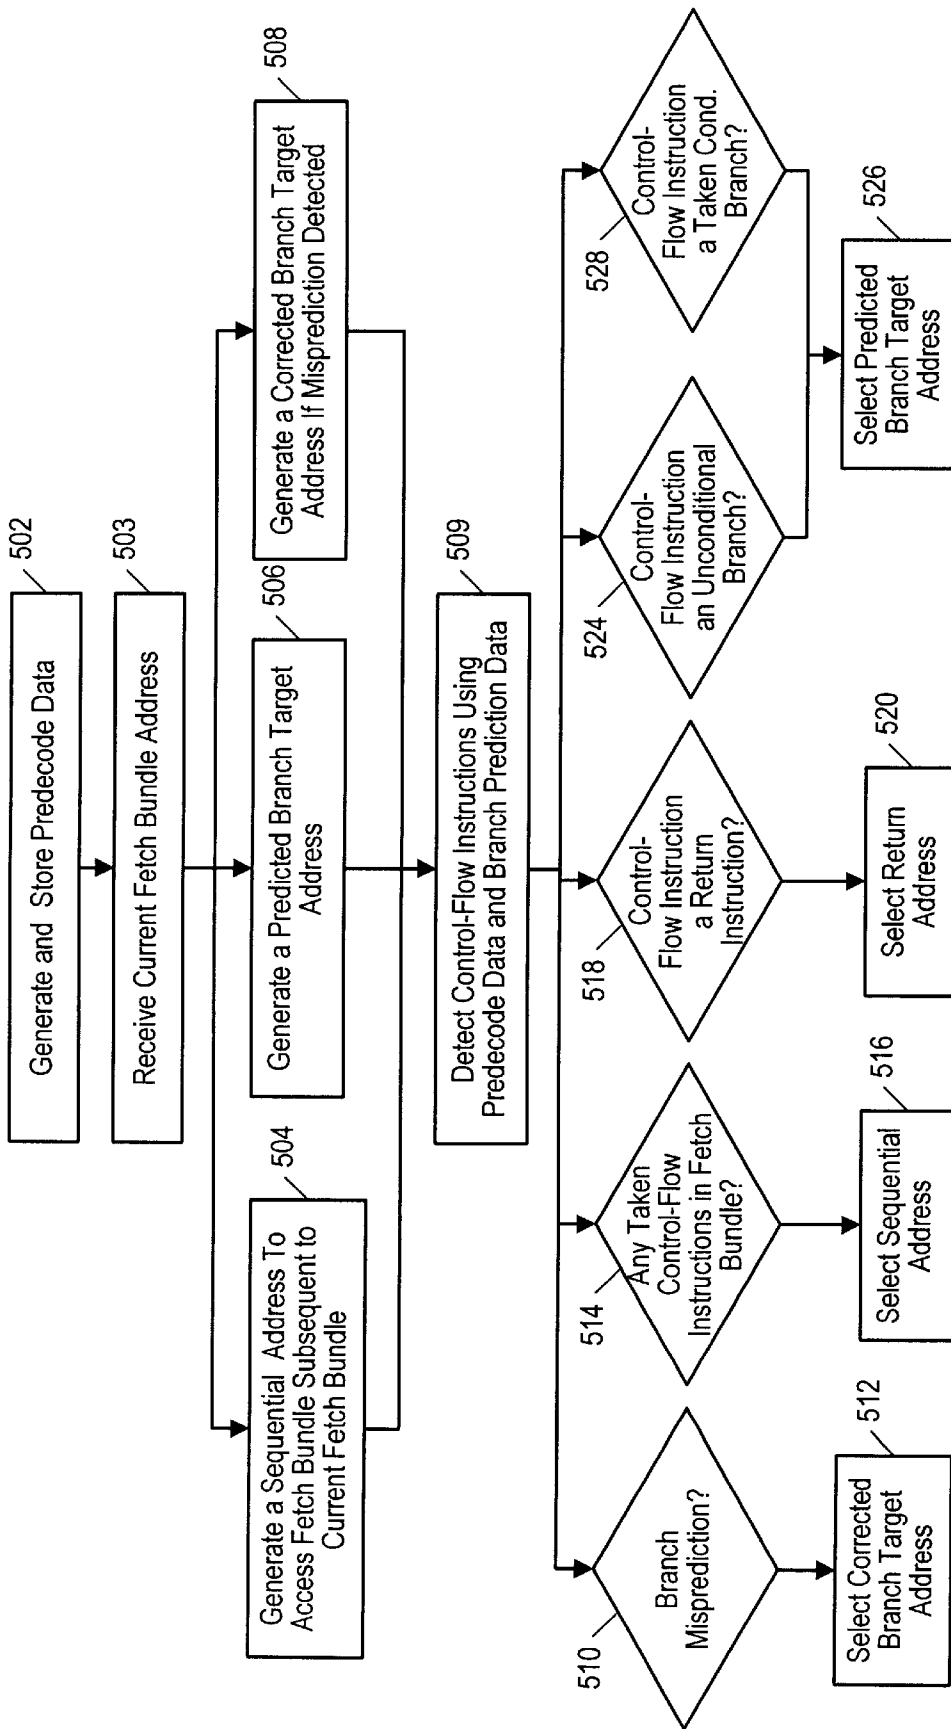 502
Generate and Store Predecode Data
503
Receive Current Fetch Bundle Address
504
Generate a Sequential Address To
Access Fetch Bundle Subsequent to
Current Fetch Bundle
506
Generate a Predicted Branch Target
Address
508
Generate a Corrected Branch Target
Address If Misprediction Detected
509
Detect Control-Flow Instructions Using
Predecode Data and Branch Prediction Data
510
Branch
Misprediction?
512
Select Corrected
Branch Target
Address
514
Any Taken
Control-Flow
Instructions in Fetch
Bundle?
516
Select Sequential
Address
518
Control-
Flow Instruction
a Return
Instruction?
520
Select Return
Address
524
Control-
Flow Instruction
an Unconditional
Branch?
528
Control-
Flow Instruction
a Taken Cond.
Branch?
526
Select Predicted
Branch Target
Address